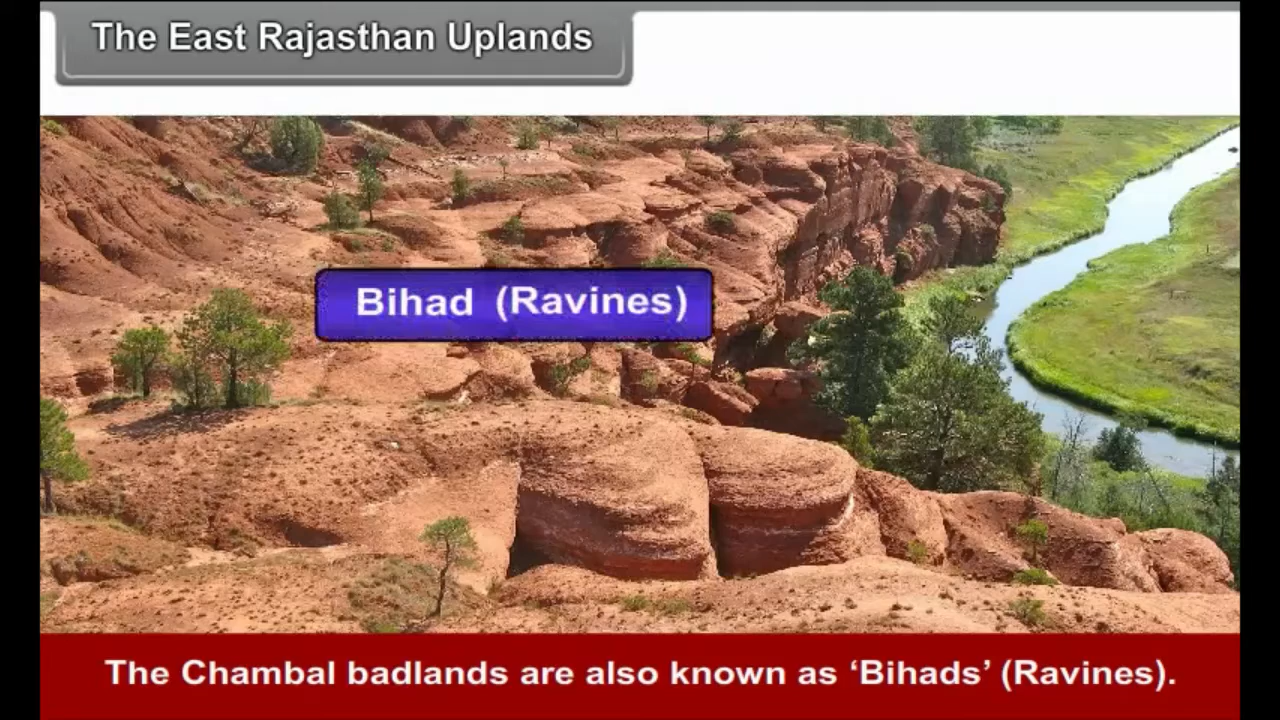 The East Rajasthan Uplands
Bihad (Ravines)
The Chambal badlands are also known as ‘Bihads’ (Ravines).